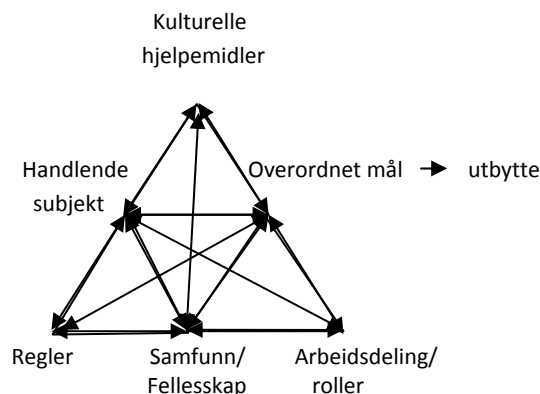 Kulturelle
hjelpemidler
Handlende
subjekt
Overordnet mål
utbytte
Regler
Samfunn/
Fellesskap
Arbeidsdeling/
roller